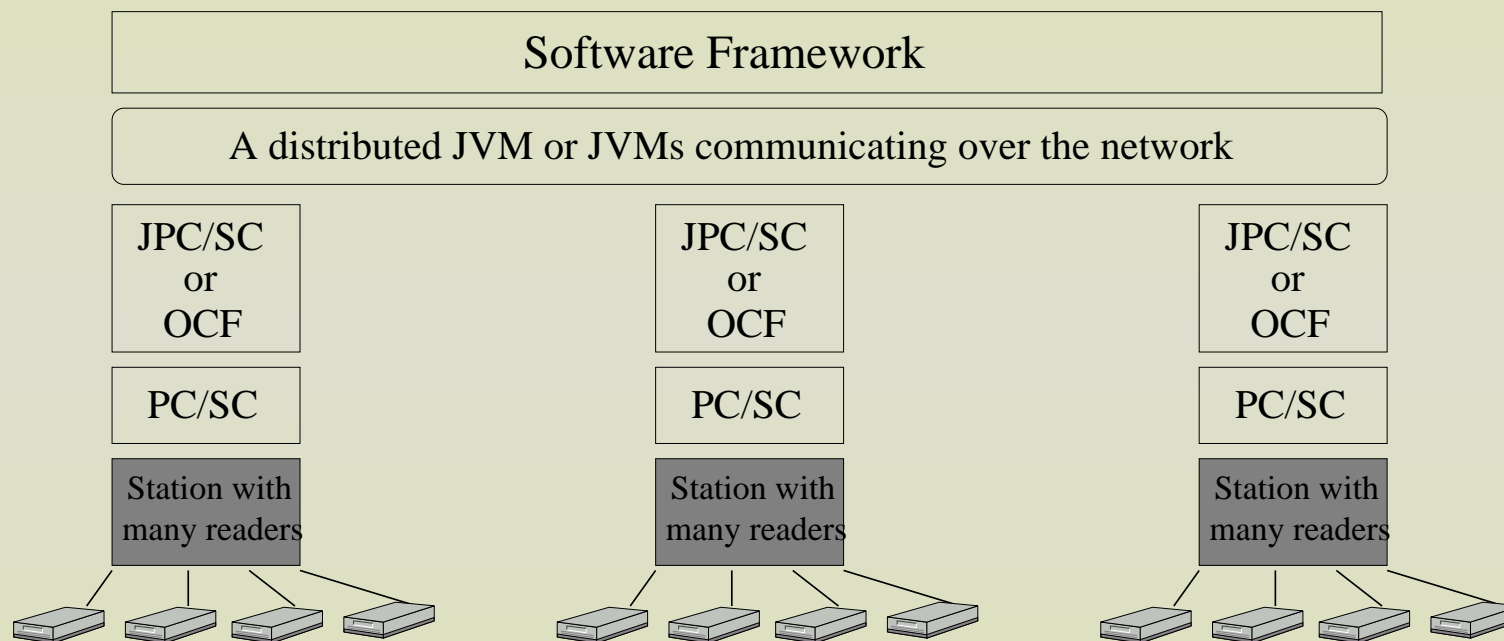 Software Framework
A distributed JVM or JVMs communicating over the network
JPC/SC
or
OCF
JPC/SC
or
OCF
JPC/SC
or
OCF
PC/SC
PC/SC
PC/SC
Station with
many readers
Station with
many readers
Station with
many readers